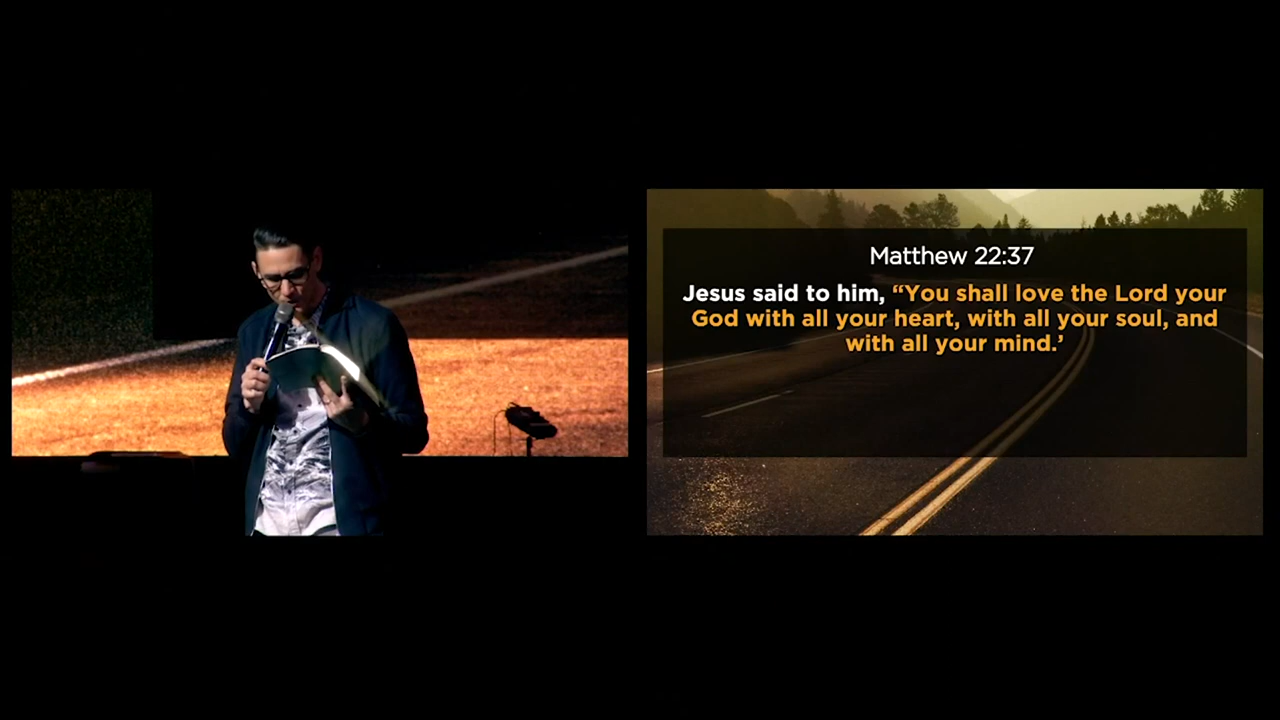 Matthew 22:37
Jesus said to him, “You shall love the Lord your
God with all your heart, with all your soul, and
with all your mind.’